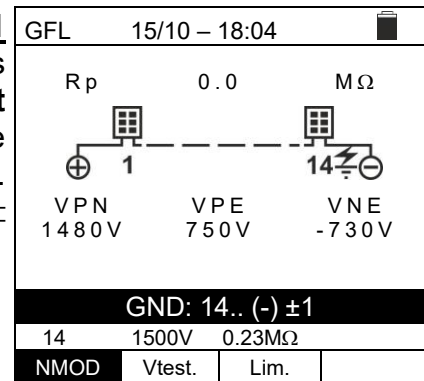 GFL 15/10 – 18:04
Rp 0.0 MΩ
1 14
VPN VPE VNE
1480V 750V -730V
GND: 14.. (-) ±1
14 1500V 0.23MΩ
NMOD Vtest. Lim.